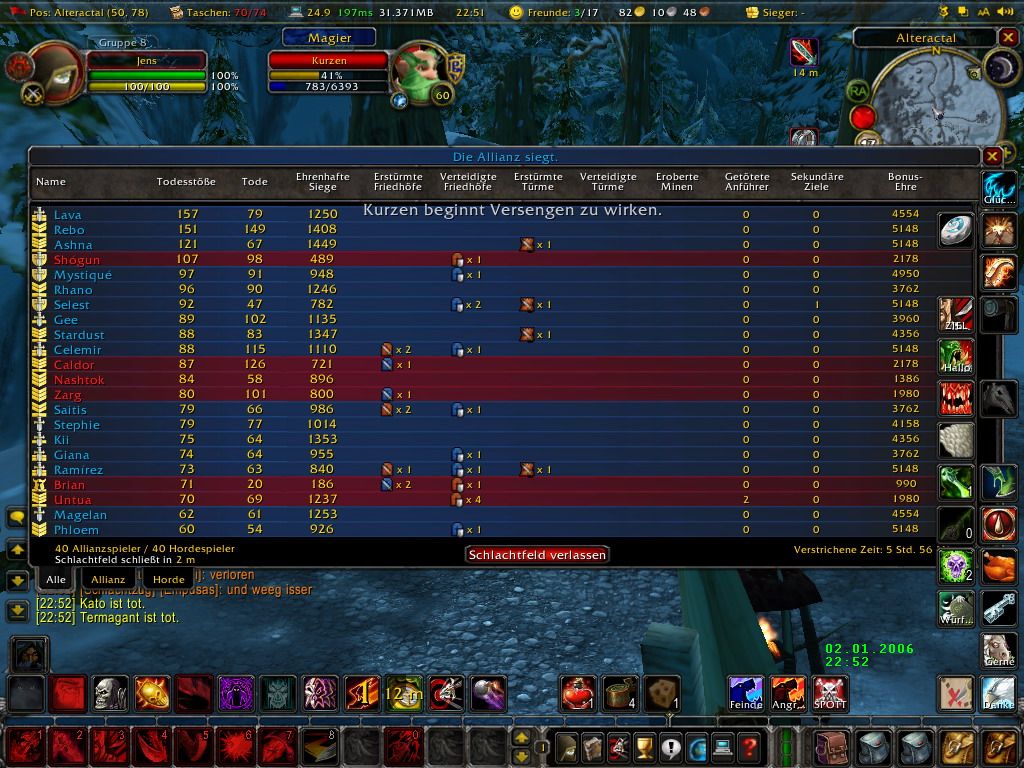 Pos: Alteractal (50, 78) Taschen: 70/74 24.9 197ms 31.371MB 22:51 Freunde: 3/17 82 10 48 Sieger: -
Gruppe 8 Magier Alteractal
Jens Kurzen
100% 41% 14 m
100/100 100% 783/6393 60
Die Allianz siegt.
Name Todesstöße Tode Ehrenhafte Siege Erstürmte Friedhöfe Verteidigte Friedhöfe Erstürmte Türme Verteidigte Türme Eroberte Minen Getötete Anführer Sekundäre Ziele Bonus-Ehre
Kurzen beginnt Versengen zu wirken.
Lava 157 79 1250 0 0 4554
Rebo 151 149 1408 0 0 5148
Ashna 121 67 1449 x 1 0 0 5148
Shögun 107 98 489 x 1 0 0 2178
Mystiqué 97 91 948 x 1 0 0 4950
Rhano 96 90 1246 0 0 3762
Selest 92 47 782 x 2 x 1 0 1 5148
Gee 89 102 1135 0 0 3960
Stardust 88 83 1347 x 1 0 0 4356
Celemir 88 115 1110 x 2 x 1 0 0 5148
Caldor 87 126 721 x 1 0 0 2178
Nashtok 84 58 896 0 0 1386
Zarg 80 101 800 x 1 0 0 1980
Saitis 79 66 986 x 2 x 1 0 0 3762
Stephie 79 77 1014 0 0 4158
Kii 75 64 1353 0 0 4356
Giana 74 64 955 x 1 0 0 3762
Ramírez 73 63 840 x 1 x 1 x 1 0 0 5148
Brian 71 20 186 x 2 x 1 0 0 990
Untua 70 69 1237 x 4 2 0 1980
Magelan 62 61 1253 0 0 4554
Phloem 60 54 926 x 1 0 0 5148
40 Allianzspieler / 40 Hordespieler
Schlachtfeld schließt in 2 m
Schlachtfeld verlassen
Verstrichene Zeit: 5 Std. 56
Alle Allianz Horde
verloren
und weeg isser
[22:52] Kato ist tot.
[22:52] Termagant ist tot.
02.01.2006
22:52
ZIEL
Hallo
2
Würf...
Gerne
12 m 1 4 1 Feinde Angr... SPOTT Danke